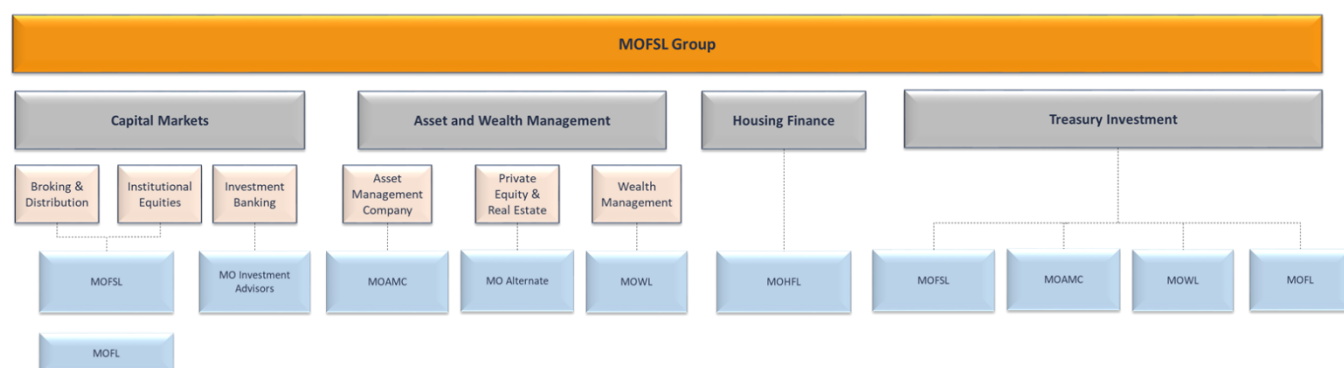 MOFSL Group
Capital Markets
Asset and Wealth Management
Housing Finance
Treasury Investment
Broking &
Distribution
Institutional
Equities
Investment
Banking
Asset
Management
Company
Private
Equity &
Real Estate
Wealth
Management
MOFSL
MO Investment
Advisors
MOAMC
MO Alternate
MOWL
MOHFL
MOFSL
MOAMC
MOWL
MOFL
MOFL